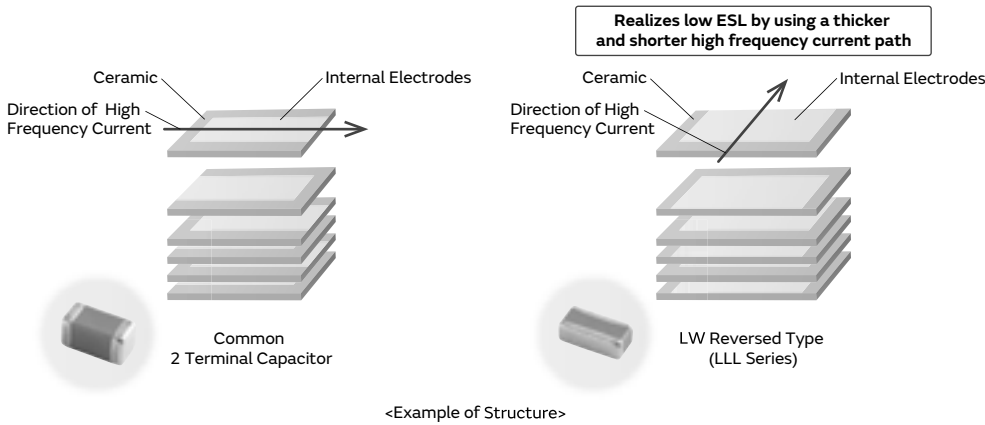 Realizes low ESL by using a thicker
and shorter high frequency current path
Ceramic
Internal Electrodes
Direction of High
Frequency Current
Common
2 Terminal Capacitor
Ceramic
Internal Electrodes
Direction of High
Frequency Current
LW Reversed Type
(LLL Series)
<Example of Structure>